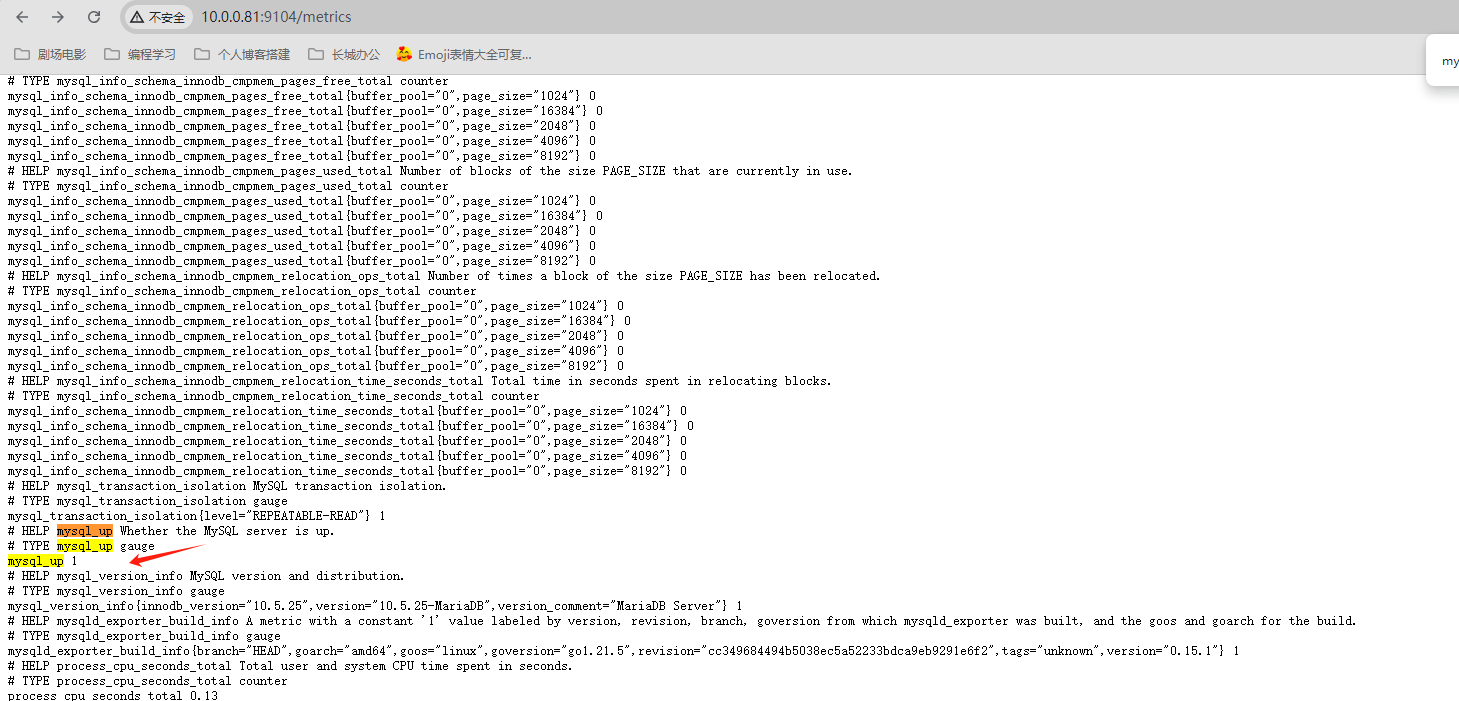 不安全 10.0.0.81:9104/metrics
剧场电影 编程学习 个人博客搭建 长城办公 Emoji表情大全可复...
my
# TYPE mysql_info_schema_innodb_cmpmem_pages_free_total counter
mysql_info_schema_innodb_cmpmem_pages_free_total{buffer_pool="0",page_size="1024"} 0
mysql_info_schema_innodb_cmpmem_pages_free_total{buffer_pool="0",page_size="16384"} 0
mysql_info_schema_innodb_cmpmem_pages_free_total{buffer_pool="0",page_size="2048"} 0
mysql_info_schema_innodb_cmpmem_pages_free_total{buffer_pool="0",page_size="4096"} 0
mysql_info_schema_innodb_cmpmem_pages_free_total{buffer_pool="0",page_size="8192"} 0
# HELP mysql_info_schema_innodb_cmpmem_pages_used_total Number of blocks of the size PAGE_SIZE that are currently in use.
# TYPE mysql_info_schema_innodb_cmpmem_pages_used_total counter
mysql_info_schema_innodb_cmpmem_pages_used_total{buffer_pool="0",page_size="1024"} 0
mysql_info_schema_innodb_cmpmem_pages_used_total{buffer_pool="0",page_size="16384"} 0
mysql_info_schema_innodb_cmpmem_pages_used_total{buffer_pool="0",page_size="2048"} 0
mysql_info_schema_innodb_cmpmem_pages_used_total{buffer_pool="0",page_size="4096"} 0
mysql_info_schema_innodb_cmpmem_pages_used_total{buffer_pool="0",page_size="8192"} 0
# HELP mysql_info_schema_innodb_cmpmem_relocation_ops_total Number of times a block of the size PAGE_SIZE has been relocated.
# TYPE mysql_info_schema_innodb_cmpmem_relocation_ops_total counter
mysql_info_schema_innodb_cmpmem_relocation_ops_total{buffer_pool="0",page_size="1024"} 0
mysql_info_schema_innodb_cmpmem_relocation_ops_total{buffer_pool="0",page_size="16384"} 0
mysql_info_schema_innodb_cmpmem_relocation_ops_total{buffer_pool="0",page_size="2048"} 0
mysql_info_schema_innodb_cmpmem_relocation_ops_total{buffer_pool="0",page_size="4096"} 0
mysql_info_schema_innodb_cmpmem_relocation_ops_total{buffer_pool="0",page_size="8192"} 0
# HELP mysql_info_schema_innodb_cmpmem_relocation_time_seconds_total Total time in seconds spent in relocating blocks.
# TYPE mysql_info_schema_innodb_cmpmem_relocation_time_seconds_total counter
mysql_info_schema_innodb_cmpmem_relocation_time_seconds_total{buffer_pool="0",page_size="1024"} 0
mysql_info_schema_innodb_cmpmem_relocation_time_seconds_total{buffer_pool="0",page_size="16384"} 0
mysql_info_schema_innodb_cmpmem_relocation_time_seconds_total{buffer_pool="0",page_size="2048"} 0
mysql_info_schema_innodb_cmpmem_relocation_time_seconds_total{buffer_pool="0",page_size="4096"} 0
mysql_info_schema_innodb_cmpmem_relocation_time_seconds_total{buffer_pool="0",page_size="8192"} 0
# HELP mysql_transaction_isolation MySQL transaction isolation.
# TYPE mysql_transaction_isolation gauge
mysql_transaction_isolation{level="REPEATABLE-READ"} 1
# HELP mysql_up Whether the MySQL server is up.
# TYPE mysql_up gauge
mysql_up 1
# HELP mysql_version_info MySQL version and distribution.
# TYPE mysql_version_info gauge
mysql_version_info{innodb_version="10.5.25",version="10.5.25-MariaDB",version_comment="MariaDB Server"} 1
# HELP mysqld_exporter_build_info A metric with a constant '1' value labeled by version, revision, branch, goversion from which mysqld_exporter was built, and the goos and goarch for the build.
# TYPE mysqld_exporter_build_info gauge
mysqld_exporter_build_info{branch="HEAD",goarch="amd64",goos="linux",goversion="go1.21.5",revision="cc349684494b5038ec5a52233bdca9eb9291e6f2",tags="unknown",version="0.15.1"} 1
# HELP process_cpu_seconds_total Total user and system CPU time spent in seconds.
# TYPE process_cpu_seconds_total counter
process_cpu_seconds_total 0.13